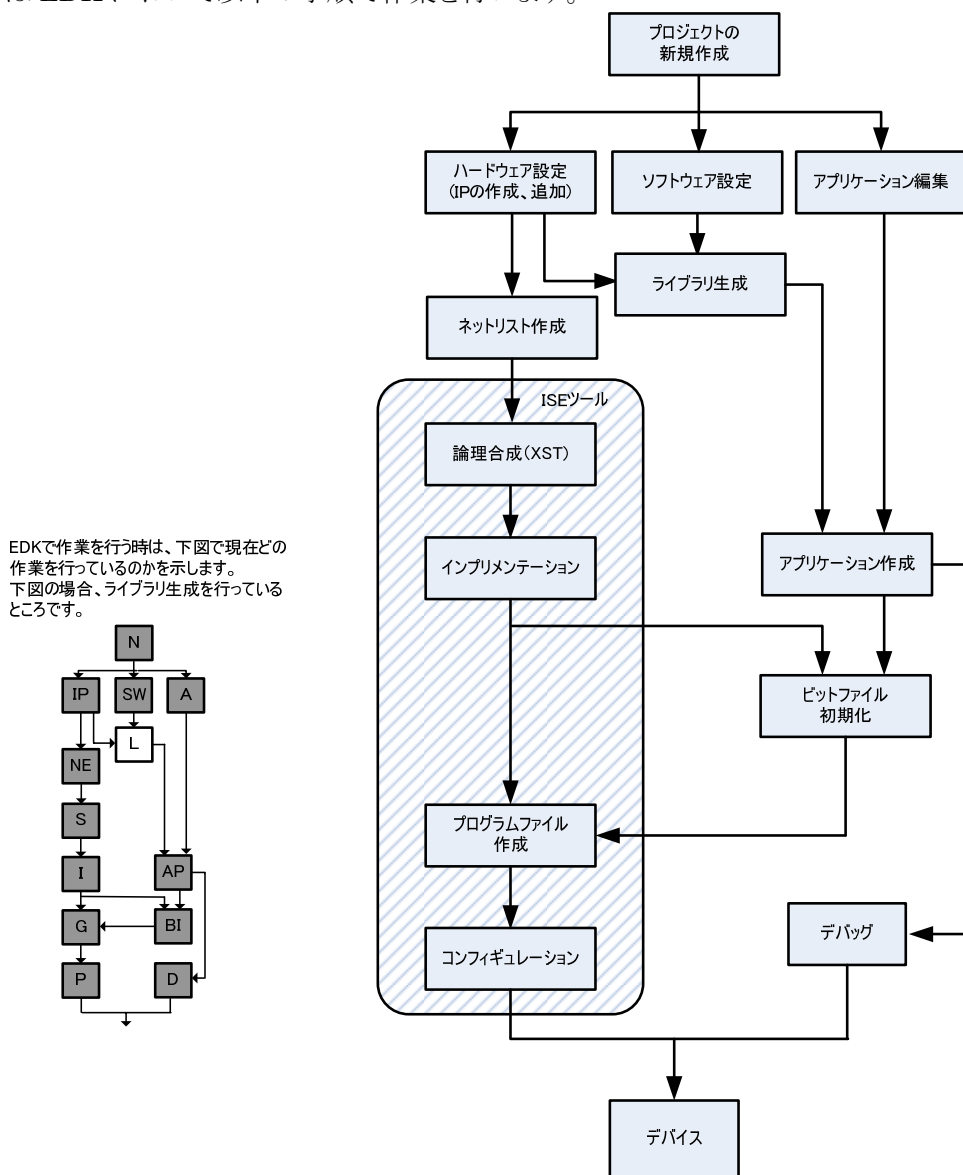 プロジェクトの
新規作成
ハードウェア設定
(IPの作成、追加)
ソフトウェア設定
アプリケーション編集
ライブラリ生成
ネットリスト作成
ISEツール
論理合成(XST)
インプリメンテーション
アプリケーション作成
ビットファイル
初期化
プログラムファイル
作成
コンフィギュレーション
デバッグ
デバイス
EDKで作業を行う時は、下図で現在どの
作業を行っているのかを示します。
下図の場合、ライブラリ生成を行っている
ところです。
N
IP
SW
A
L
NE
S
I
AP
G
BI
P
D